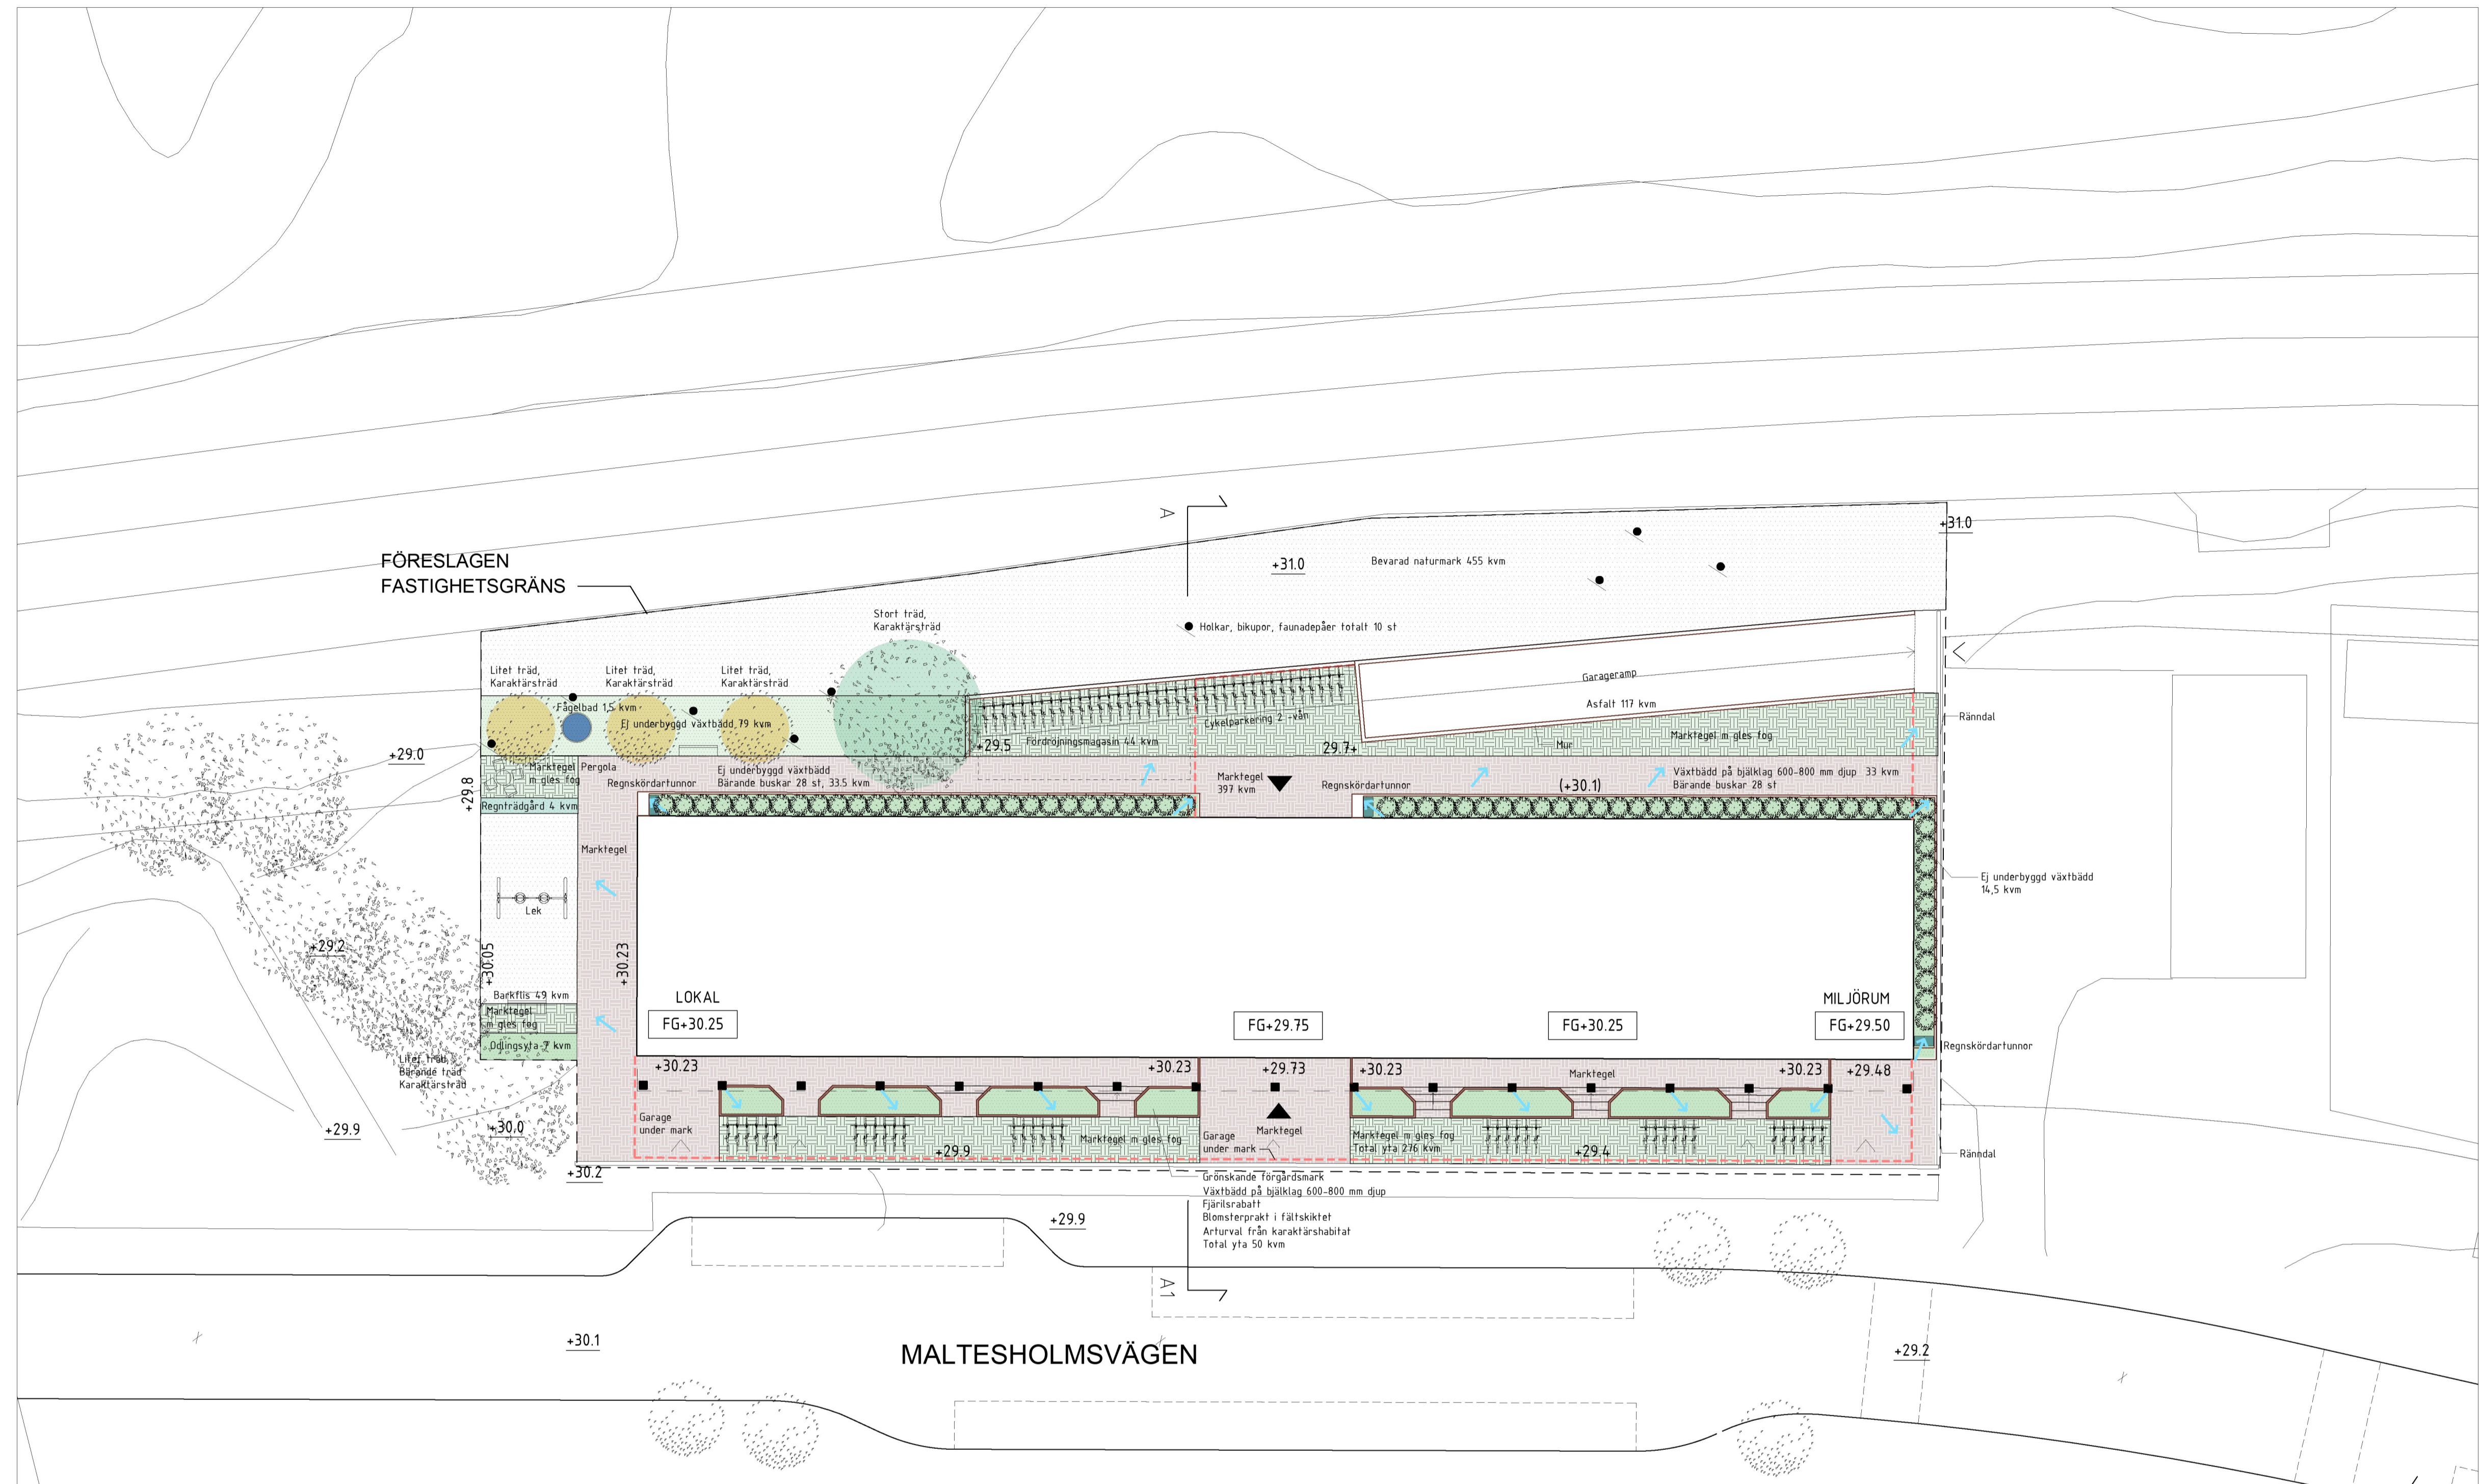 FÖRESLAGEN
FASTIGHETSGRÄNS
A
+31.0
+31.0
Bevarad naturmark 455 kvm
Holkar, bikupor, faunadepåer totalt 10 st
Stort träd,
Karaktärsträd
Litet träd,
Karaktärsträd
Litet träd,
Karaktärsträd
Litet träd,
Karaktärsträd
Fågelbad 1,5 kvm
Ej underbyggd växtbädd 79 kvm
Garageramp
Asfalt 117 kvm
Cykelparkering 2 -vån
Fördröjningsmagasin 44 kvm
+29.5
29.7+
Mur
Marktegel m gles fog
Ränndal
+29.0
+29.8
Marktegel
m gles fog
Pergola
Regnskördartunnor
Ej underbyggd växtbädd
Bärande buskar 28 st, 33.5 kvm
Marktegel
397 kvm
Regnskördartunnor
(+30.1)
Växtbädd på bjälklag 600-800 mm djup 33 kvm
Bärande buskar 28 st
Regnträdgård 4 kvm
Marktegel
Ej underbyggd växtbädd
14,5 kvm
Lek
+29.2
+30.05
+30.23
Barkflis 49 kvm
Marktegel
m gles fog
Odlingsyta 7 kvm
LOKAL
FG+30.25
FG+29.75
FG+30.25
MILJÖRUM
FG+29.50
Regnskördartunnor
Litet träd,
Bärande träd
Karaktärsträd
+30.23
+30.23
+29.73
+30.23
Marktegel
+30.23
+29.48
Garage
under mark
Marktegel m gles fog
Garage
under mark
Marktegel
Marktegel m gles fog
Total yta 276 kvm
+29.9
+30.0
+29.9
+29.4
Ränndal
+30.2
Grönskande förgårdsmark
Växtbädd på bjälklag 600-800 mm djup
Fjärilsrabatt
Blomsterprakt i fältskiktet
Arturval från karaktärshabitat
Total yta 50 kvm
+29.9
A1
+30.1
MALTESHOLMSVÄGEN
+29.2